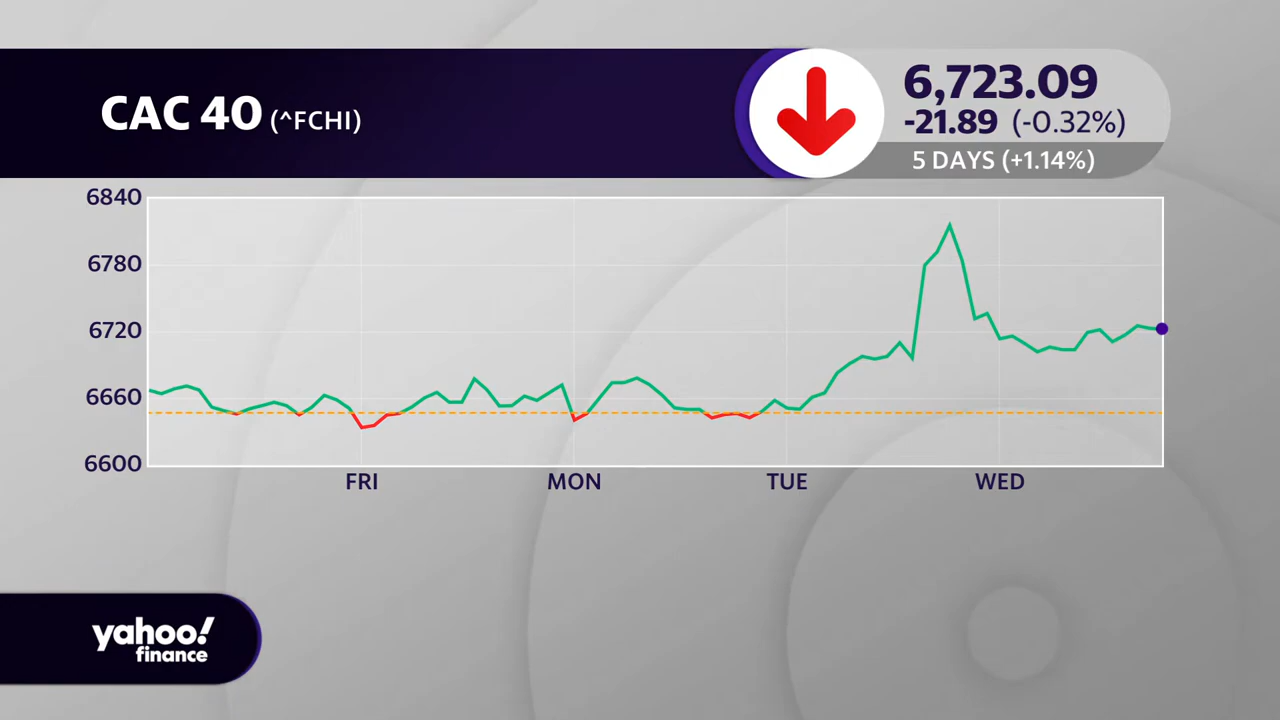 CAC 40 (^FCHI)
6,723.09
-21.89 (-0.32%)
5 DAYS (+1.14%)
6840
6780
6720
6660
6600
FRI MON TUE WED
yahoo!
finance